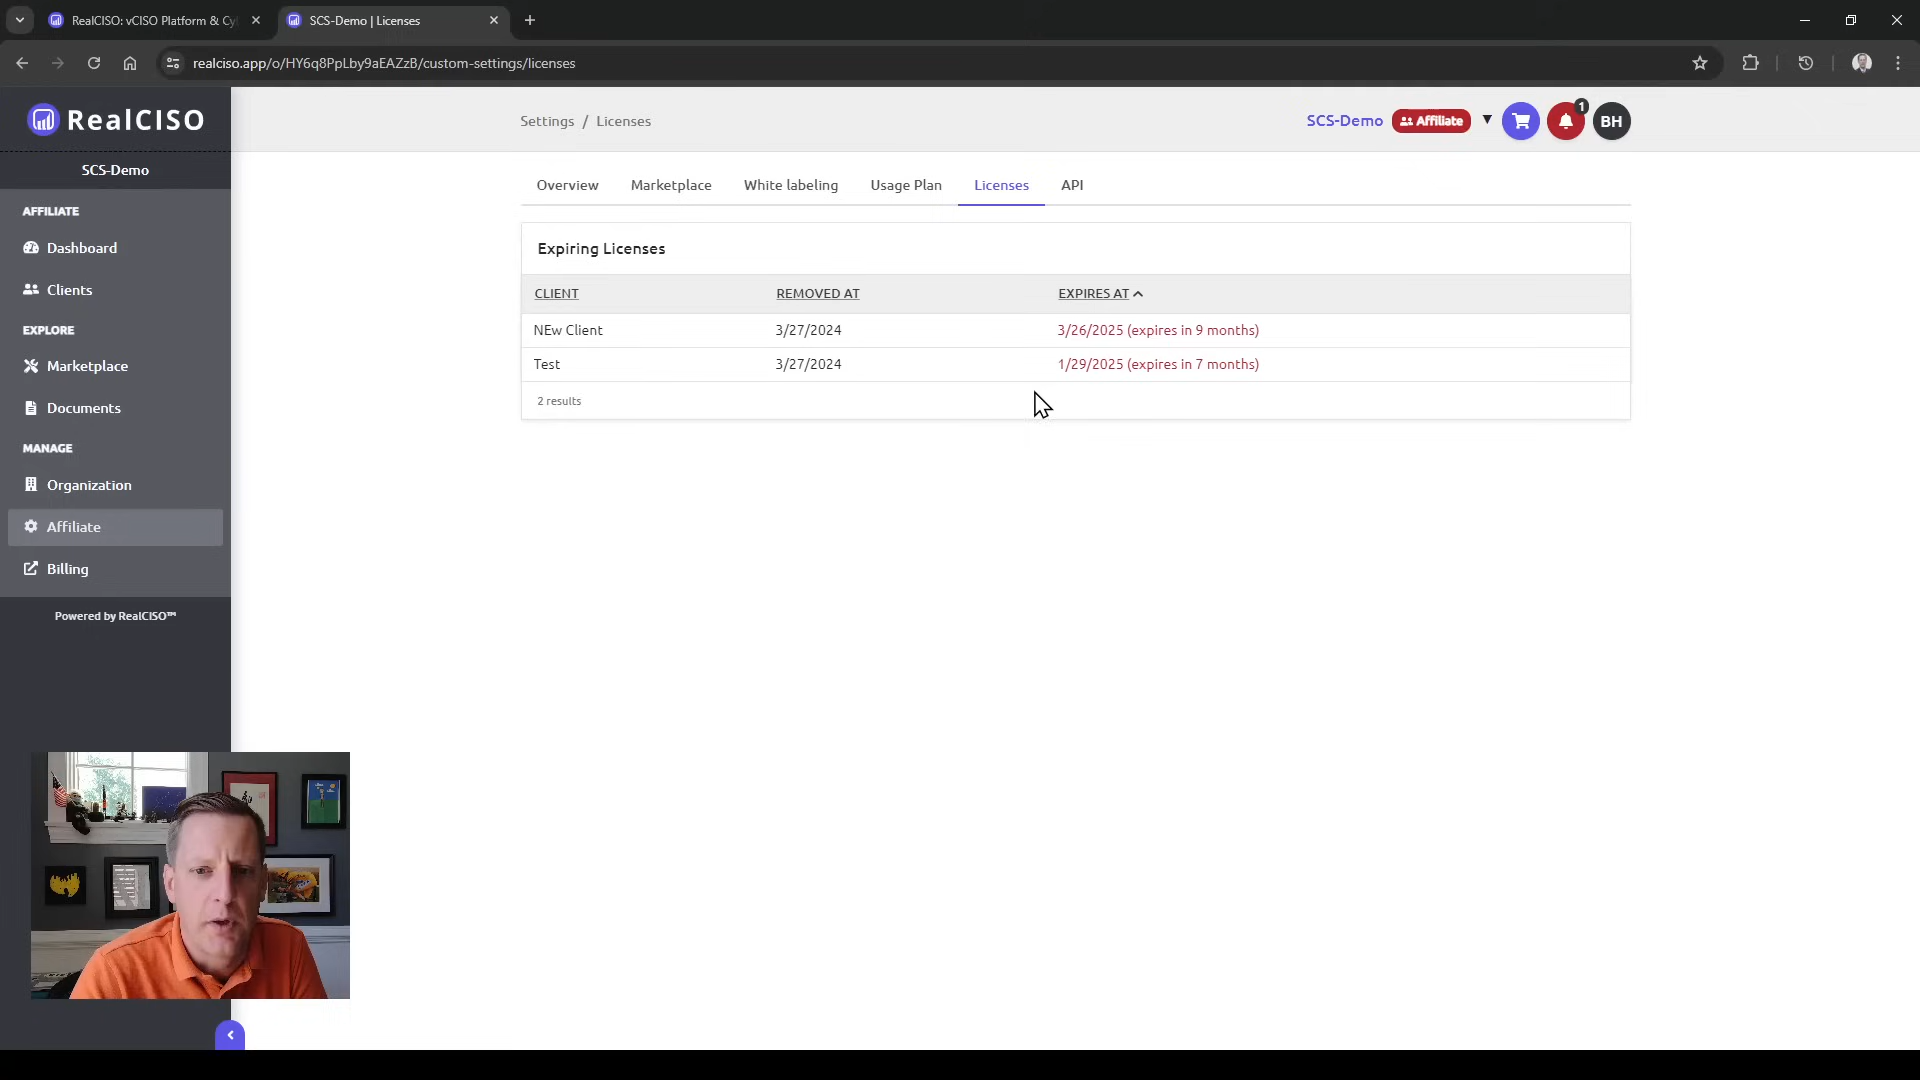 RealCISO: vCISO Platform & Cy
SCS-Demo | Licenses
realciso.app/o/HY6q8PpLby9aEAZzB/custom-settings/licenses
RealCISO
Settings / Licenses
SCS-Demo Affiliate ▼ 1 BH
SCS-Demo
Overview Marketplace White labeling Usage Plan Licenses API
AFFILIATE
Dashboard
Clients
EXPLORE
Marketplace
Documents
MANAGE
Organization
Affiliate
Billing
Powered by RealCISO™
Expiring Licenses
CLIENT REMOVED AT EXPIRES AT
NEw Client 3/27/2024 3/26/2025 (expires in 9 months)
Test 3/27/2024 1/29/2025 (expires in 7 months)
2 results